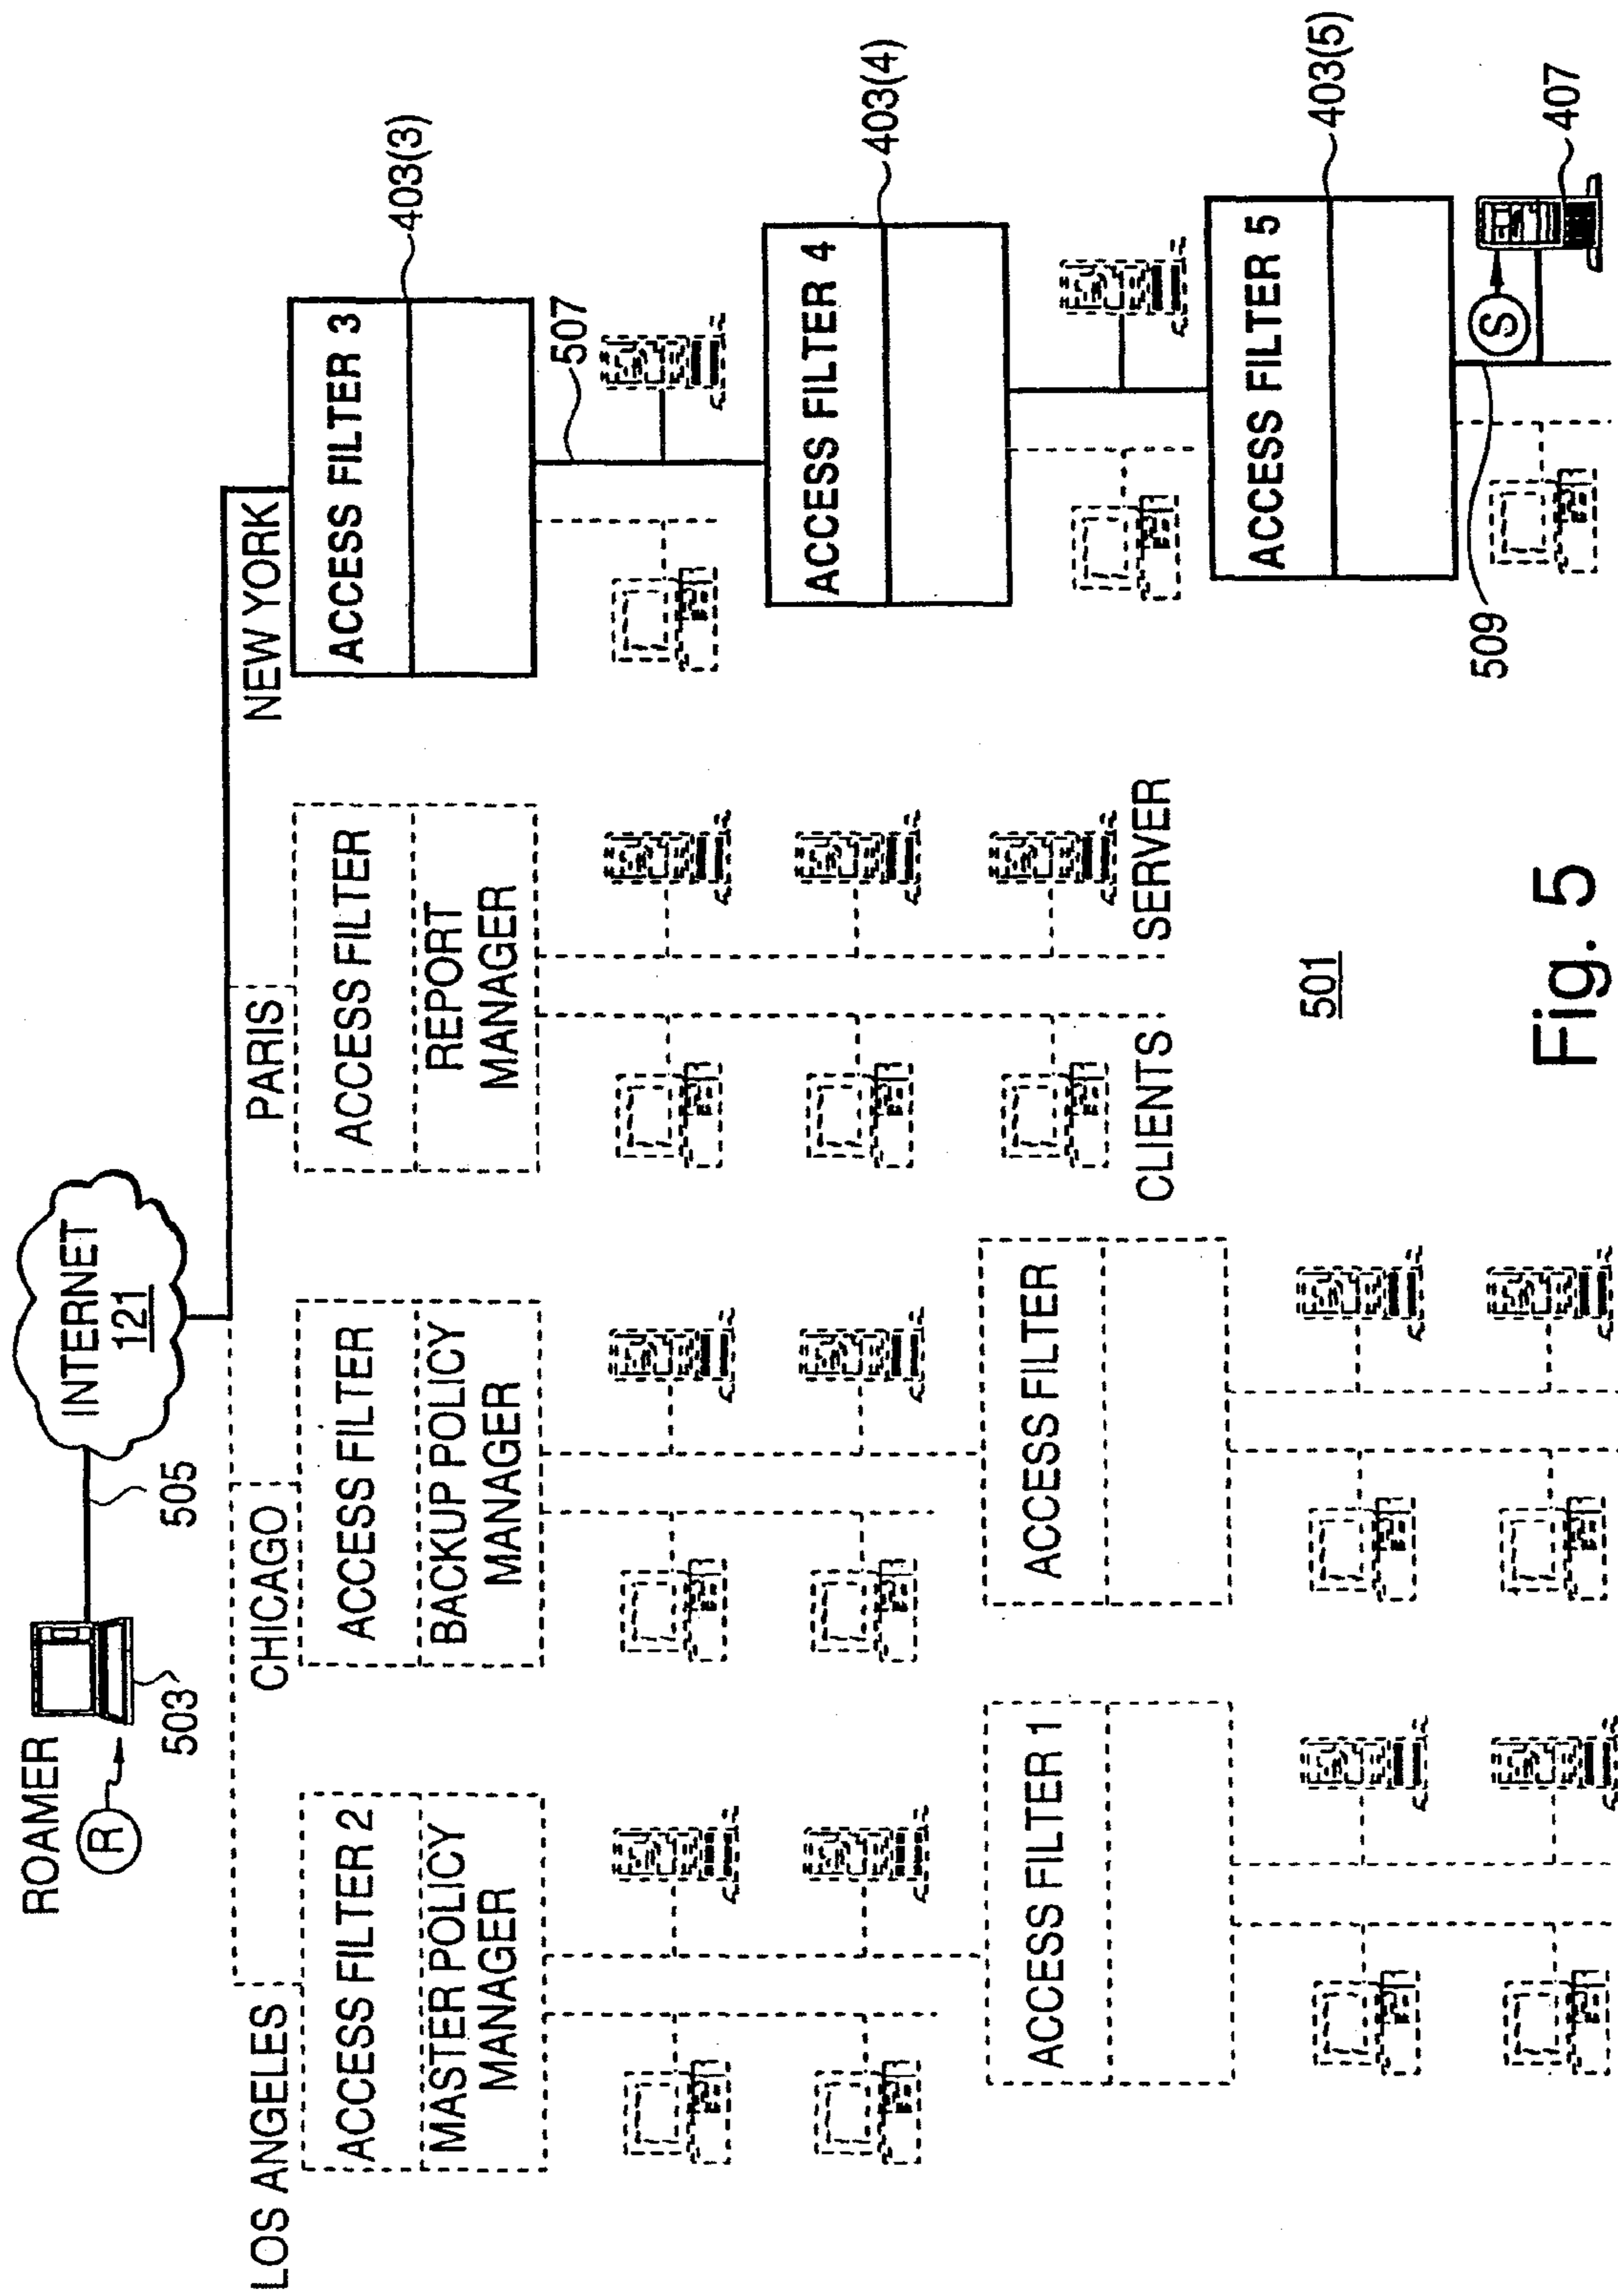 ROAMER
R
503
505
INTERNET
121
LOS ANGELES
CHICAGO
PARIS
NEW YORK
ACCESS FILTER 2
MASTER POLICY
MANAGER
ACCESS FILTER
BACKUP POLICY
MANAGER
ACCESS FILTER
REPORT
MANAGER
ACCESS FILTER 3
403(3)
507
ACCESS FILTER 4
403(4)
ACCESS FILTER 1
ACCESS FILTER
CLIENTS
SERVER
ACCESS FILTER 5
403(5)
501
509
S
407
Fig. 5